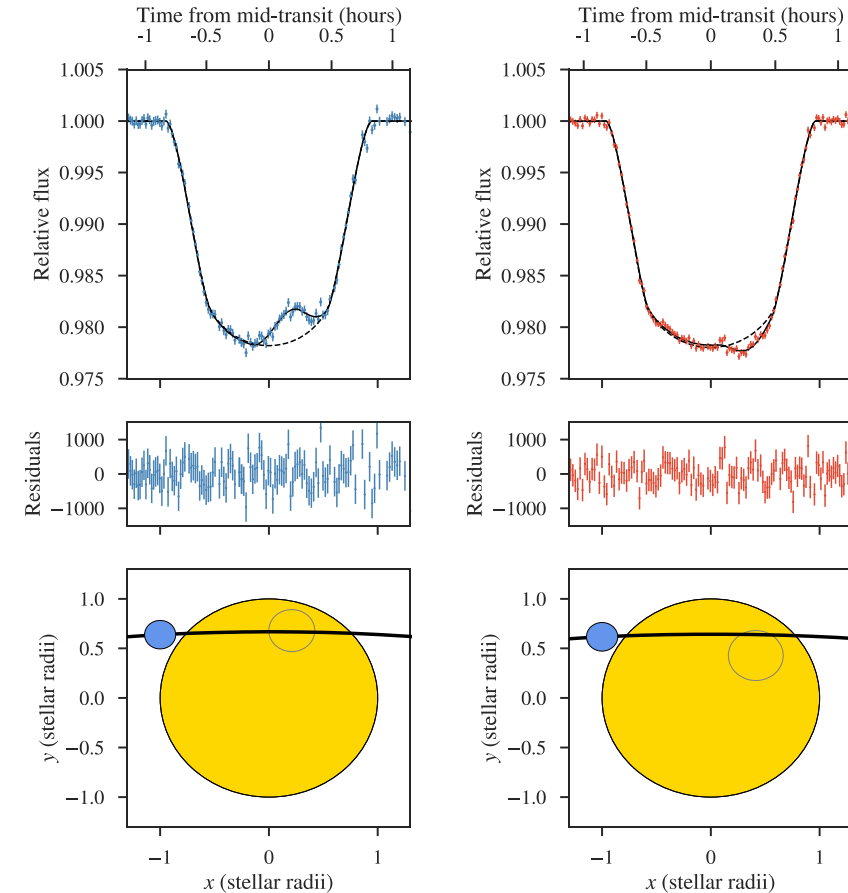 Time from mid-transit (hours)
-1 -0.5 0 0.5 1
1.005
1.000
0.995
0.990
0.985
0.980
0.975
Relative flux
1000
0
−1000
Residuals
1.0
0.5
0.0
−0.5
−1.0
y (stellar radii)
−1 0 1
x (stellar radii)
Time from mid-transit (hours)
-1 -0.5 0 0.5 1
1.005
1.000
0.995
0.990
0.985
0.980
0.975
Relative flux
1000
0
−1000
Residuals
1.0
0.5
0.0
−0.5
−1.0
y (stellar radii)
−1 0 1
x (stellar radii)